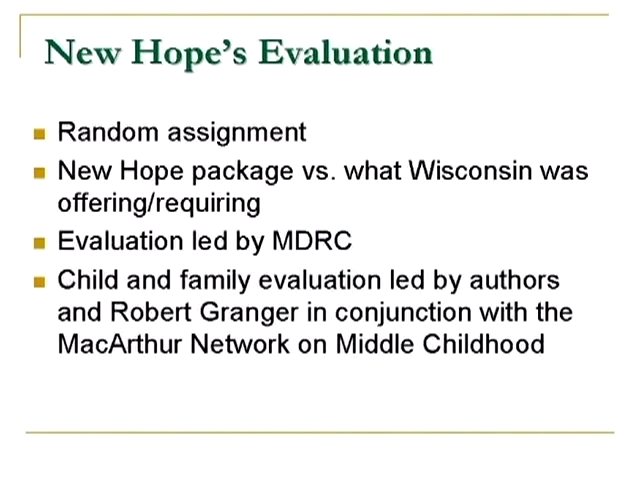 New Hope's Evaluation
Random assignment
New Hope package vs. what Wisconsin was
offering/requiring
Evaluation led by MDRC
Child and family evaluation led by authors
and Robert Granger in conjunction with the
MacArthur Network on Middle Childhood